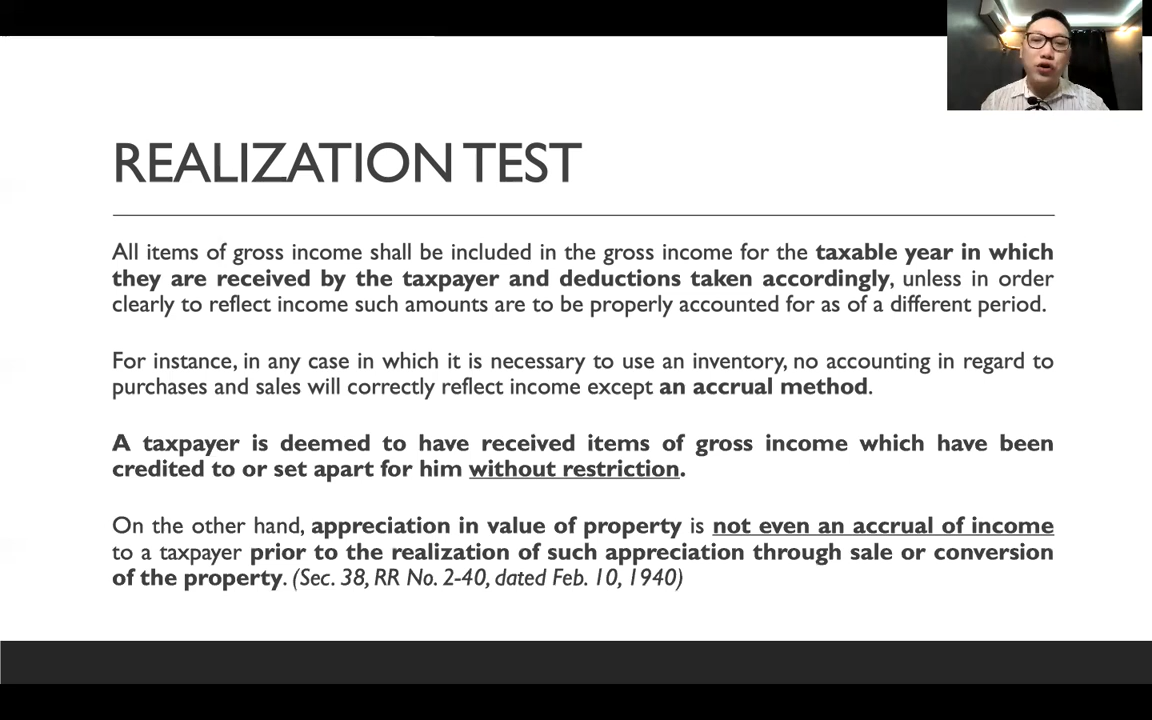 REALIZATION TEST
All items of gross income shall be included in the gross income for the taxable year in which
they are received by the taxpayer and deductions taken accordingly, unless in order
clearly to reflect income such amounts are to be properly accounted for as of a different period.
For instance, in any case in which it is necessary to use an inventory, no accounting in regard to
purchases and sales will correctly reflect income except an accrual method.
A taxpayer is deemed to have received items of gross income which have been
credited to or set apart for him without restriction.
On the other hand, appreciation in value of property is not even an accrual of income
to a taxpayer prior to the realization of such appreciation through sale or conversion
of the property. (Sec. 38, RR No. 2-40, dated Feb. 10, 1940)